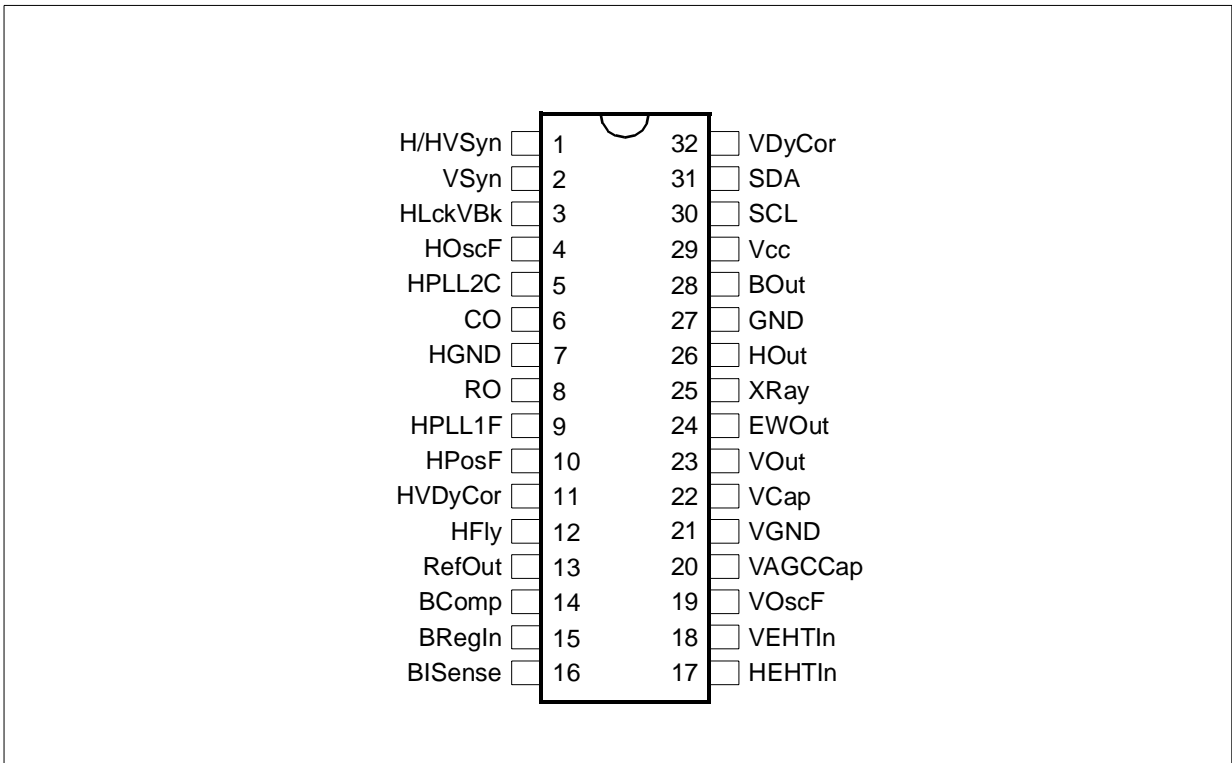 H/HVSyn 1 32 VDyCor
VSyn 2 31 SDA
HLckVBk 3 30 SCL
HOscF 4 29 Vcc
HPLL2C 5 28 BOut
CO 6 27 GND
HGND 7 26 HOut
RO 8 25 XRay
HPLL1F 9 24 EWOut
HPosF 10 23 VOut
HVDyCor 11 22 VCap
HFly 12 21 VGND
RefOut 13 20 VAGCCap
BComp 14 19 VOscF
BRegIn 15 18 VEHTIn
BISense 16 17 HEHTIn